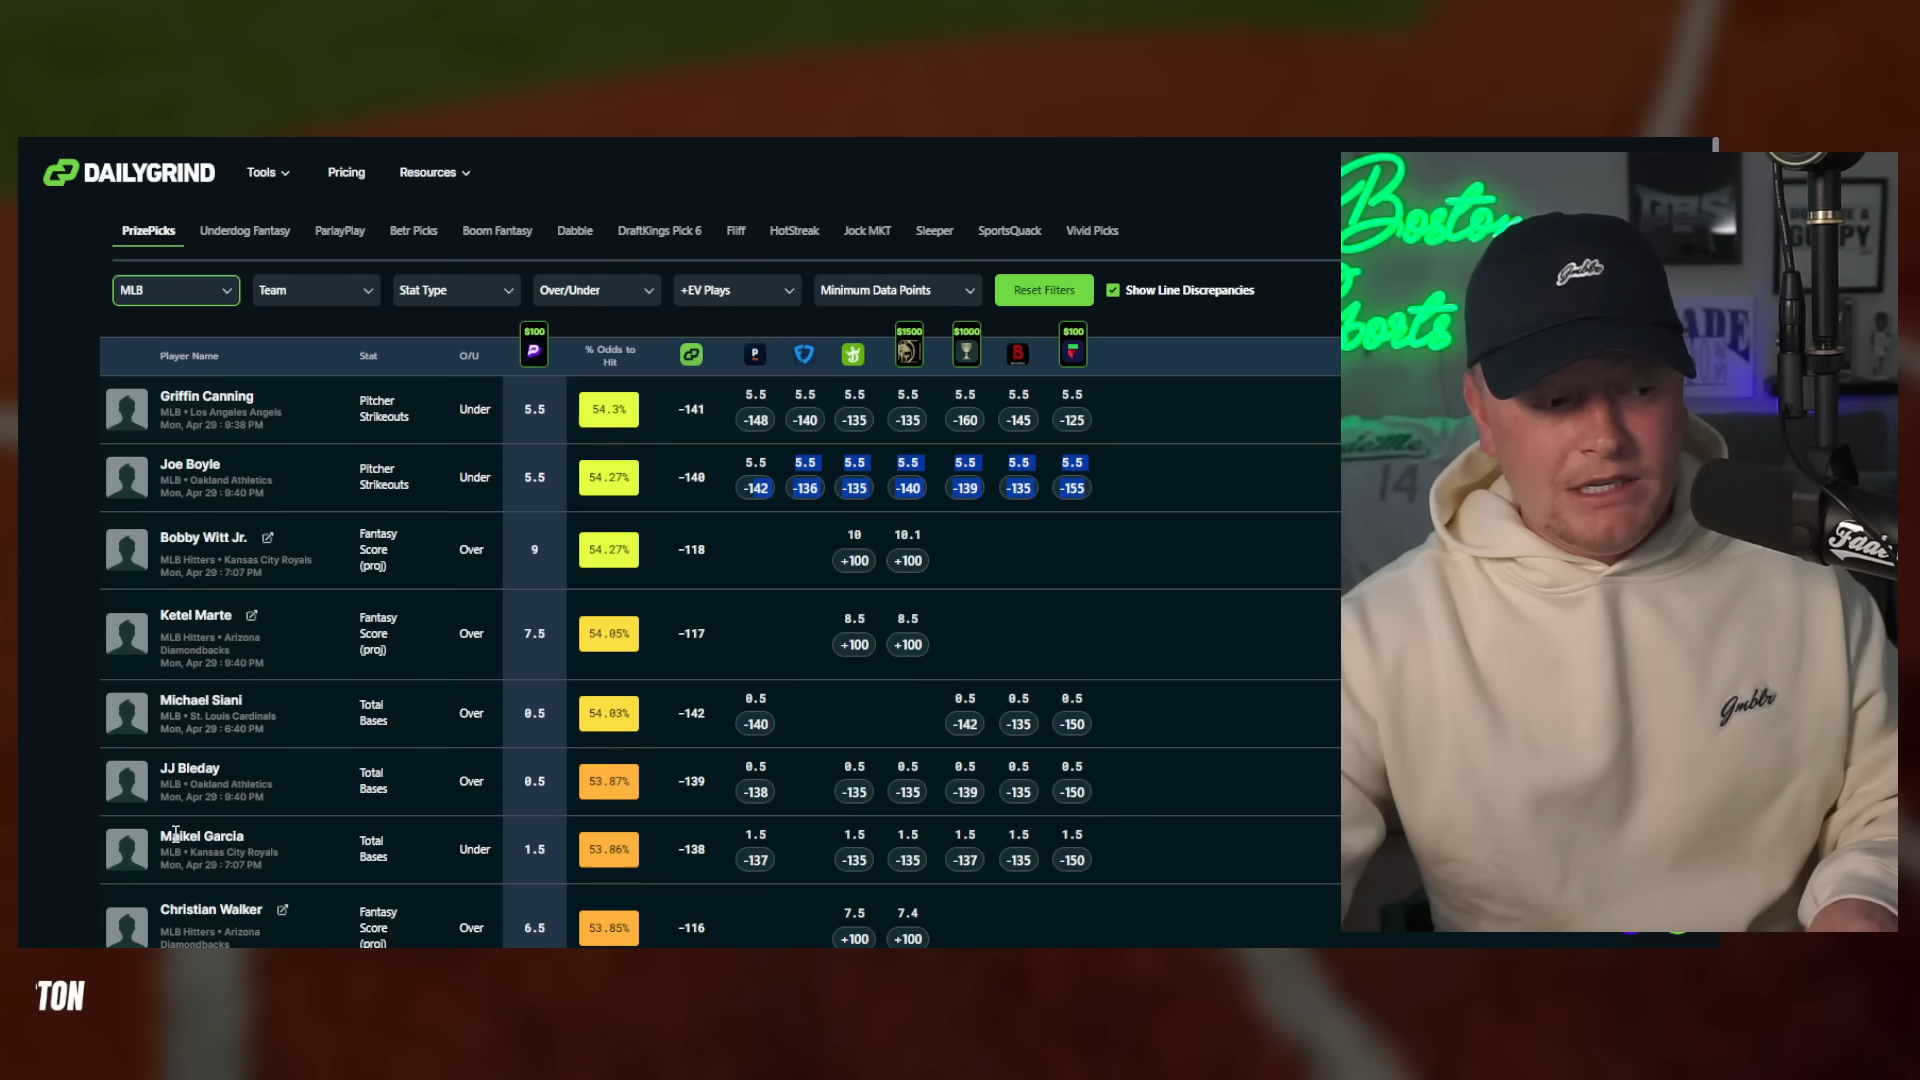 DAILYGRIND Tools Pricing Resources
PrizePicks Underdog Fantasy ParlayPlay Betr Picks Boom Fantasy Dabble DraftKings Pick 6 Fliff HotStreak Jock MKT Sleeper SportsQuack Vivid Picks
MLB Team Stat Type Over/Under +EV Plays Minimum Data Points Reset Filters Show Line Discrepancies
$100 $1500 $1000 $100
Player Name Stat O/U % Odds to Hit
Griffin Canning
MLB • Los Angeles Angels
Mon, Apr 29 : 9:38 PM
Pitcher
Strikeouts
Under 5.5 54.3% -141
5.5 5.5 5.5 5.5 5.5 5.5 5.5
-148 -140 -135 -135 -160 -145 -125
Joe Boyle
MLB • Oakland Athletics
Mon, Apr 29 : 9:40 PM
Pitcher
Strikeouts
Under 5.5 54.27% -140
5.5 5.5 5.5 5.5 5.5 5.5 5.5
-142 -136 -135 -140 -139 -135 -155
Bobby Witt Jr.
MLB Hitters • Kansas City Royals
Mon, Apr 29 : 7:07 PM
Fantasy
Score
(proj)
Over 9 54.27% -118
10 10.1
+100 +100
Ketel Marte
MLB Hitters • Arizona
Diamondbacks
Mon, Apr 29 : 9:40 PM
Fantasy
Score
(proj)
Over 7.5 54.05% -117
8.5 8.5
+100 +100
Michael Siani
MLB • St. Louis Cardinals
Mon, Apr 29 : 6:40 PM
Total
Bases
Over 0.5 54.03% -142
0.5 0.5 0.5 0.5
-140 -142 -135 -150
JJ Bleday
MLB • Oakland Athletics
Mon, Apr 29 : 9:40 PM
Total
Bases
Over 0.5 53.87% -139
0.5 0.5 0.5 0.5 0.5 0.5
-138 -135 -135 -139 -135 -150
Maikel Garcia
MLB • Kansas City Royals
Mon, Apr 29 : 7:07 PM
Total
Bases
Under 1.5 53.86% -138
1.5 1.5 1.5 1.5 1.5 1.5
-137 -135 -135 -137 -135 -150
Christian Walker
MLB Hitters • Arizona
Diamondbacks
Fantasy
Score
(proj)
Over 6.5 53.85% -116
7.5 7.4
+100 +100
Boston
Gmblr
Gmblr
14
TON